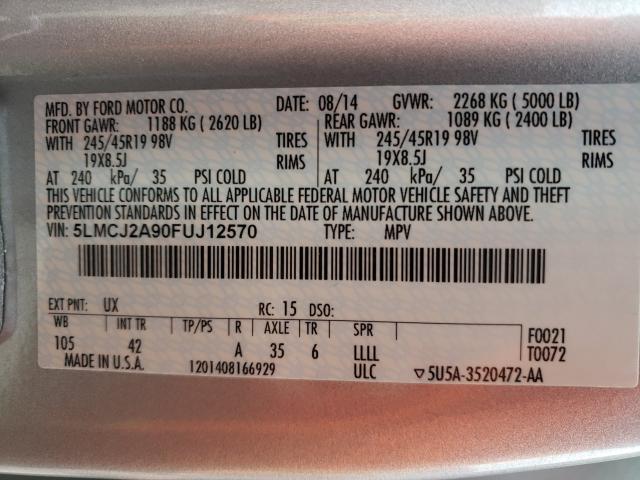 MFD. BY FORD MOTOR CO. DATE: 08/14 GVWR: 2268 KG ( 5000 LB)
FRONT GAWR: 1188 KG ( 2620 LB) REAR GAWR: 1089 KG ( 2400 LB)
WITH 245/45R19 98V TIRES WITH 245/45R19 98V TIRES
19X8.5J RIMS 19X8.5J RIMS
AT 240 kPa/ 35 PSI COLD AT 240 kPa/ 35 PSI COLD
THIS VEHICLE CONFORMS TO ALL APPLICABLE FEDERAL MOTOR VEHICLE SAFETY AND THEFT
PREVENTION STANDARDS IN EFFECT ON THE DATE OF MANUFACTURE SHOWN ABOVE.
VIN: 5LMCJ2A90FUJ12570 TYPE: MPV
EXT PNT: UX RC: 15 DSO:
WB INT TR TP/PS R AXLE TR SPR F0021
105 42 A 35 6 LLLL T0072
MADE IN U.S.A. 1201408166929 ULC ▽5U5A-3520472-AA